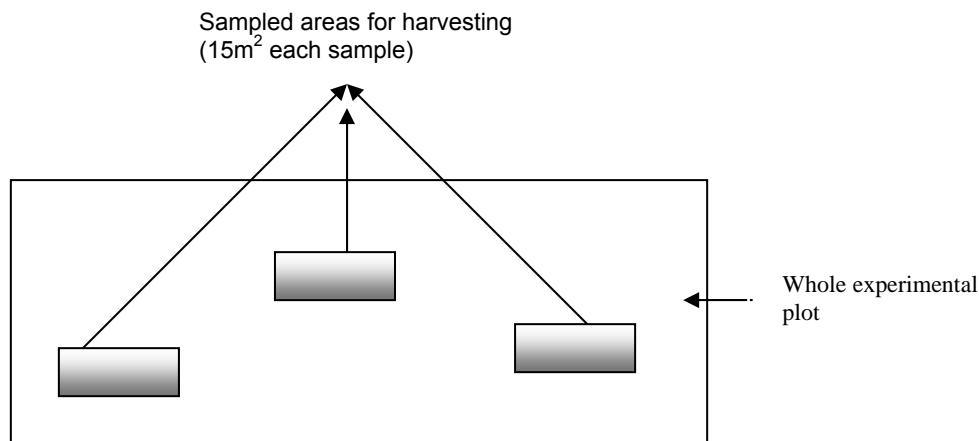 Sampled areas for harvesting
(15m² each sample)
Whole experimental
plot